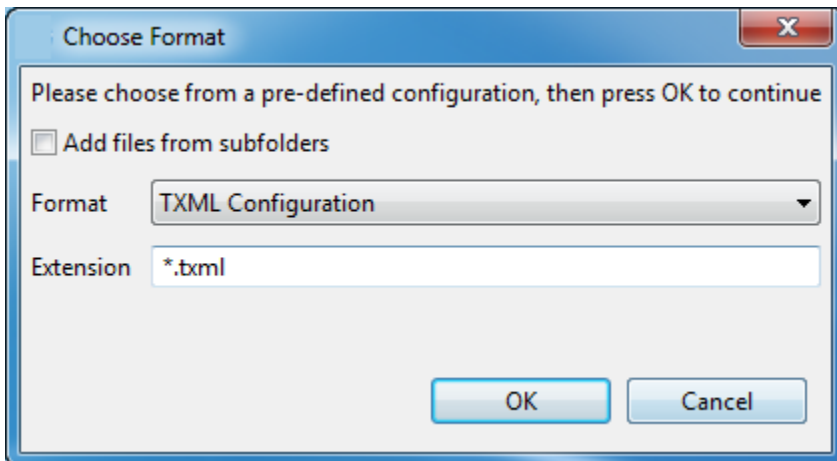 Choose Format
Please choose from a pre-defined configuration, then press OK to continue
Add files from subfolders
Format TXML Configuration
Extension *.txml
OK Cancel